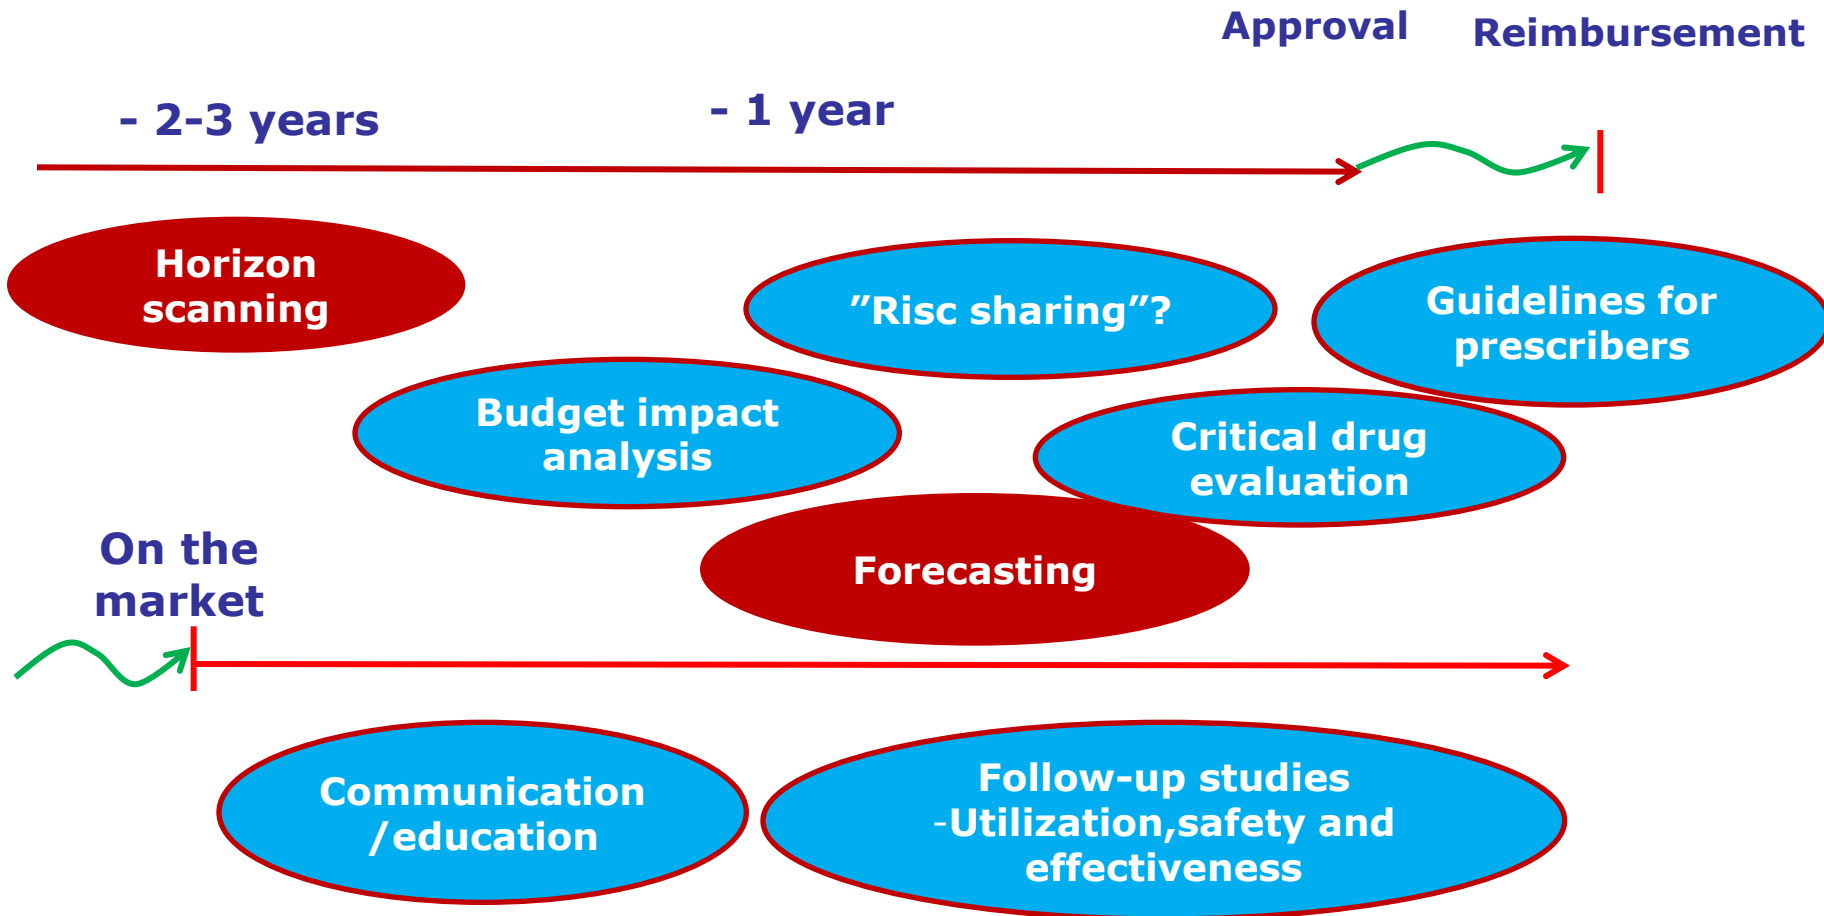 Approval
Reimbursement
- 2-3 years
- 1 year
Horizon
scanning
”Risc sharing”?
Guidelines for
prescribers
Budget impact
analysis
Critical drug
evaluation
Forecasting
On the
market
Communication
/education
Follow-up studies
-Utilization,safety and
effectiveness